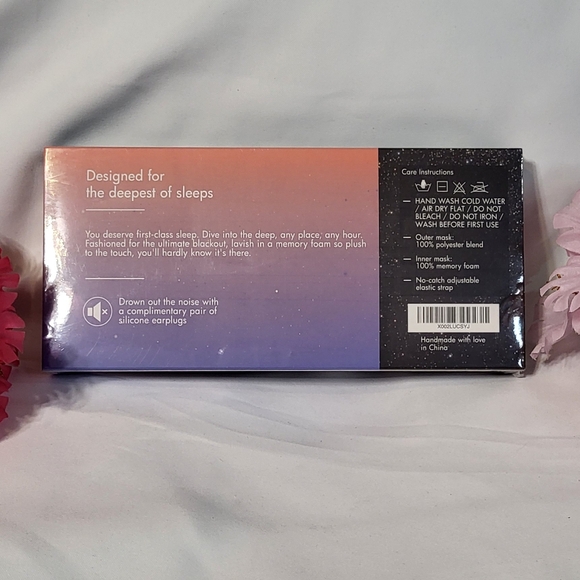 Designed for
the deepest of sleeps
You deserve first-class sleep. Dive into the deep, any place, any hour.
Fashioned for the ultimate blackout, lavish in a memory foam so plush
to the touch, you'll hardly know it's there.
Drown out the noise with
a complimentary pair of
silicone earplugs
Care Instructions
HAND WASH COLD WATER
/ AIR DRY FLAT / DO NOT
BLEACH / DO NOT IRON /
WASH BEFORE FIRST USE
Outer mask:
100% polyester blend
Inner mask:
100% memory foam
No-catch adjustable
elastic strap
X002LUCSYJ
Handmade with love
in China